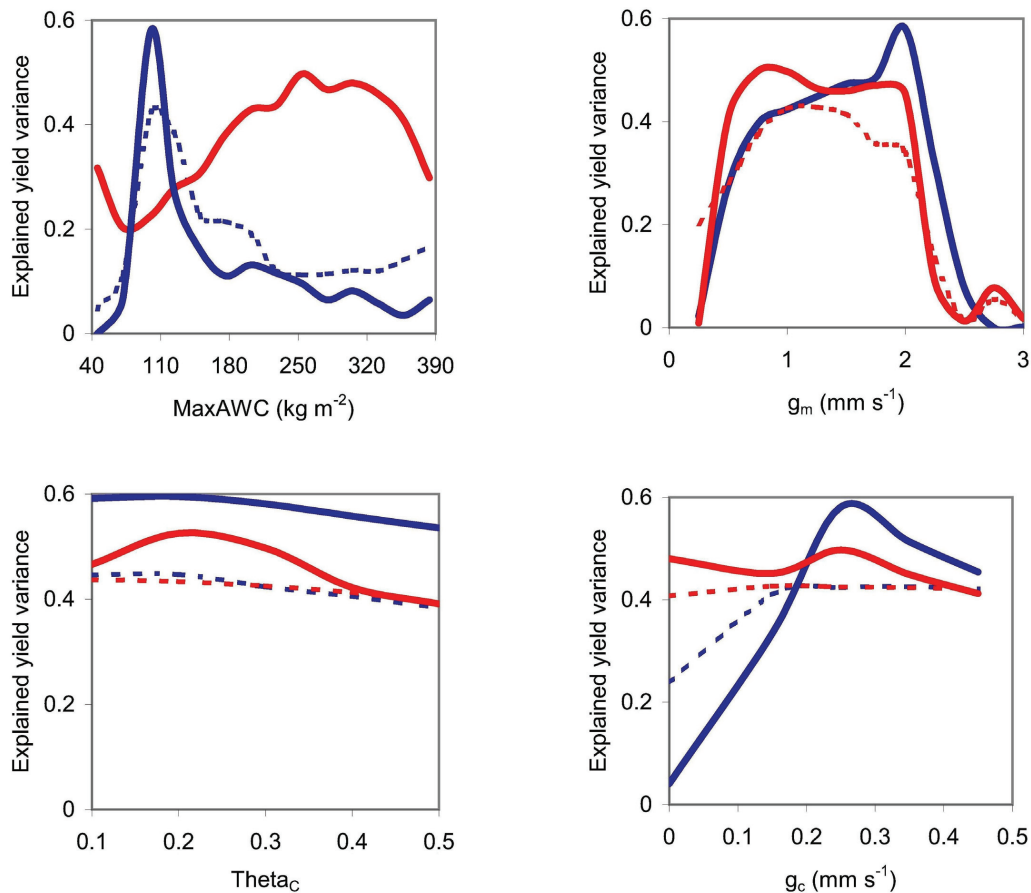 Explained yield variance
0.6
0.4
0.2
0
40 110 180 250 320 390
MaxAWC (kg m⁻²)
Explained yield variance
0.6
0.4
0.2
0
0 1 2 3
gₘ (mm s⁻¹)
Explained yield variance
0.6
0.4
0.2
0
0.1 0.2 0.3 0.4 0.5
Theta_C
Explained yield variance
0.6
0.4
0.2
0
0 0.1 0.2 0.3 0.4 0.5
g_c (mm s⁻¹)